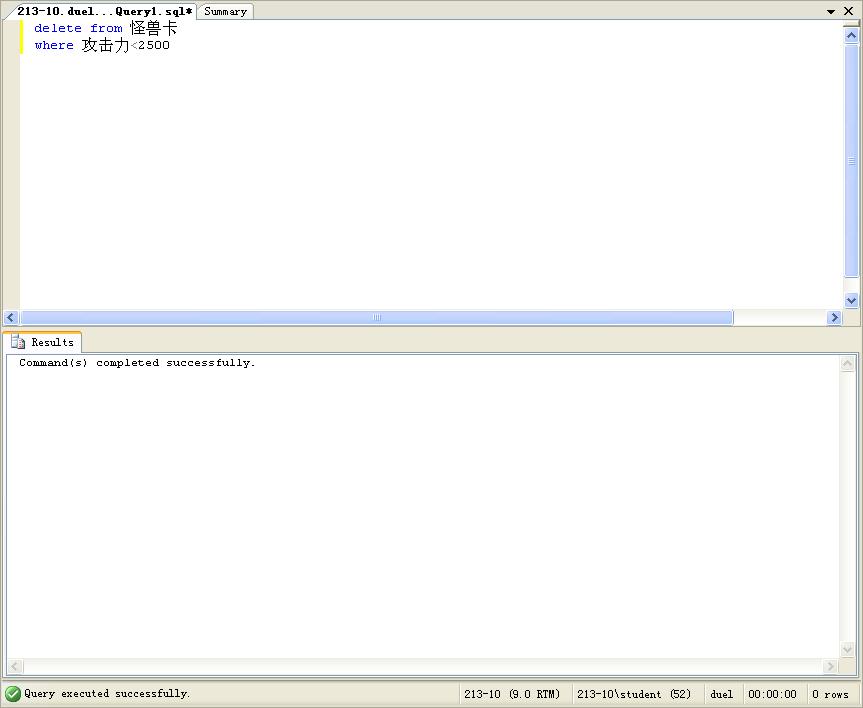 213-10.duel...Query1.sql* Summary
delete from 怪兽卡
where 攻击力<2500
Results
Command(s) completed successfully.
Query executed successfully. 213-10 (9.0 RTM) 213-10\student (52) duel 00:00:00 0 rows